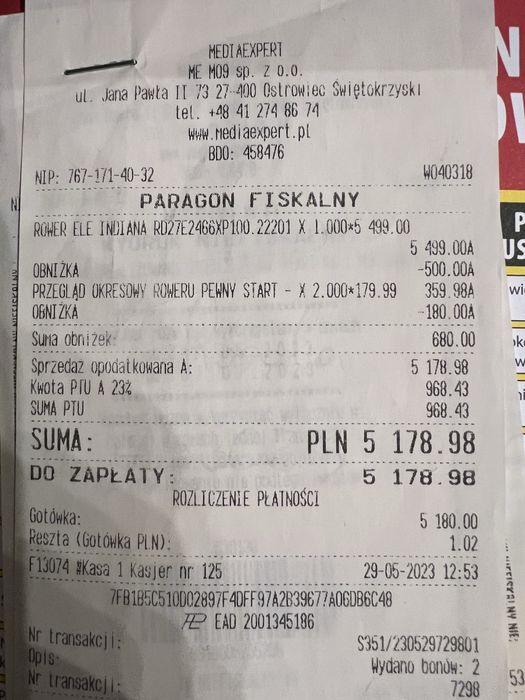 MEDIAEXPERT
ME M09 sp. z o.o.
ul. Jana Pawła II 73 27-400 Ostrowiec Świętokrzyski
tel. +48 41 274 86 74
www.mediaexpert.pl
BDO: 458476
NIP: 767-171-40-32 W040318
PARAGON FISKALNY
ROWER ELE INDIANA RD27E2466XP100.22201 X 1.000*5 499.00
5 499.00A
OBNIŻKA -500.00A
PRZEGLĄD OKRESOWY ROWERU PEWNY START - X 2.000*179.99 359.98A
OBNIŻKA -180.00A
Suma obniżek: 680.00
Sprzedaż opodatkowana A: 5 178.98
Kwota PTU A 23% 968.43
SUMA PTU 968.43
SUMA: PLN 5 178.98
DO ZAPŁATY: 5 178.98
ROZLICZENIE PŁATNOŚCI
Gotówka: 5 180.00
Reszta (Gotówka PLN): 1.02
F13074 #Kasa 1 Kasjer nr 125 29-05-2023 12:53
7FB1B5C510D02897F4DFF97A2B39677A06DB6C48
EAD 2001345186
Nr transakcji: S351/230529729801
Opis: Wydano bonów: 2
Nr transakcji: 7298